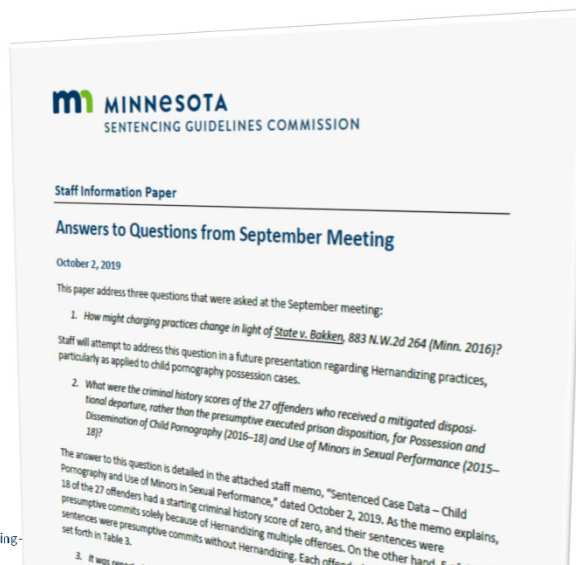 mn MINNESOTA
SENTENCING GUIDELINES COMMISSION
Staff Information Paper
Answers to Questions from September Meeting
October 2, 2019
This paper address three questions that were asked at the September meeting:
1. How might charging practices change in light of State v. Bakken, 883 N.W.2d 264 (Minn. 2016)?
Staff will attempt to address this question in a future presentation regarding Hernandizing practices,
particularly as applied to child pornography possession cases.
2. What were the criminal history scores of the 27 offenders who received a mitigated disposi-
tional departure, rather than the presumptive executed prison disposition, for Possession and
Dissemination of Child Pornography (2016–18) and Use of Minors in Sexual Performance (2015–
18)?
The answer to this question is detailed in the attached staff memo, “Sentenced Case Data – Child
Pornography and Use of Minors in Sexual Performance,” dated October 2, 2019. As the memo explains,
18 of the 27 offenders had a starting criminal history score of zero, and their sentences were
presumptive commits solely because of Hernandizing multiple offenses. On the other hand, 5 of
sentences were presumptive commits without Hernandizing. Each
ing-
set forth in Table 3.
3. It was